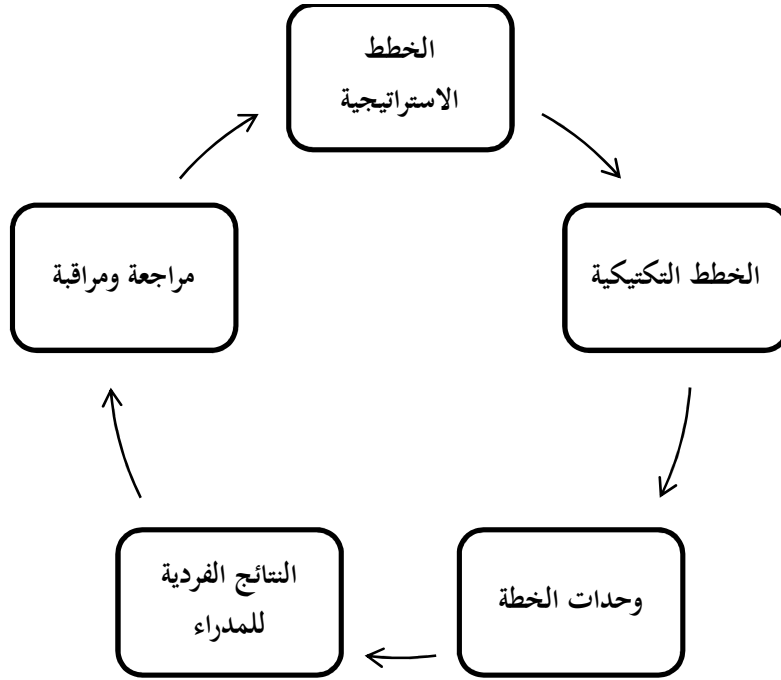 الخطط
الاستراتيجية
الخطط التكتيكية
وحدات الخطة
النتائج الفردية
للمدراء
مراجعة ومراقبة